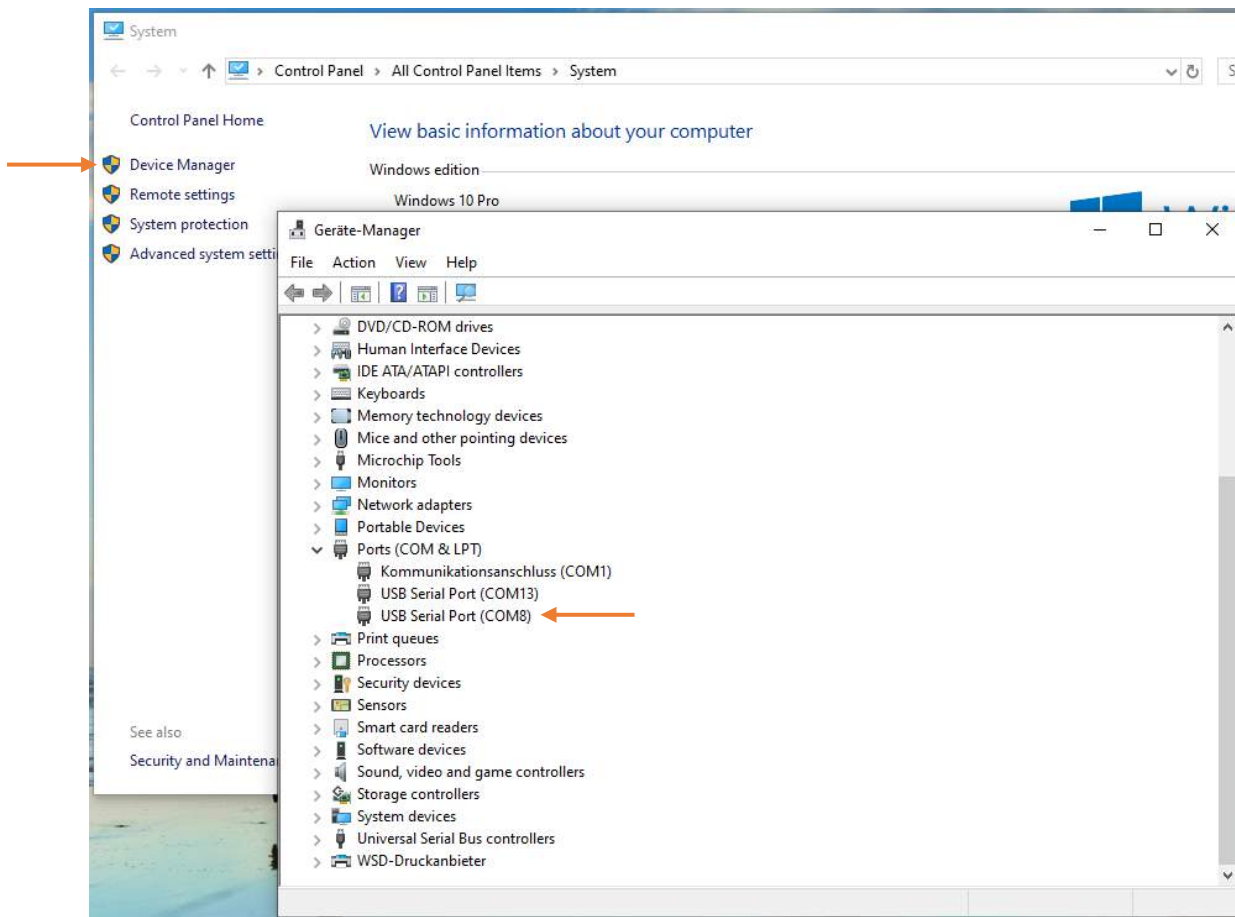 System
Control Panel > All Control Panel Items > System
Control Panel Home
View basic information about your computer
Device Manager
Windows edition
Remote settings
Windows 10 Pro
System protection
Advanced system setti
Geräte-Manager
File Action View Help
DVD/CD-ROM drives
Human Interface Devices
IDE ATA/ATAPI controllers
Keyboards
Memory technology devices
Mice and other pointing devices
Microchip Tools
Monitors
Network adapters
Portable Devices
Ports (COM & LPT)
Kommunikationsanschluss (COM1)
USB Serial Port (COM13)
USB Serial Port (COM8)
Print queues
Processors
Security devices
Sensors
Smart card readers
Software devices
Sound, video and game controllers
Storage controllers
System devices
Universal Serial Bus controllers
WSD-Druckanbieter
See also
Security and Maintena